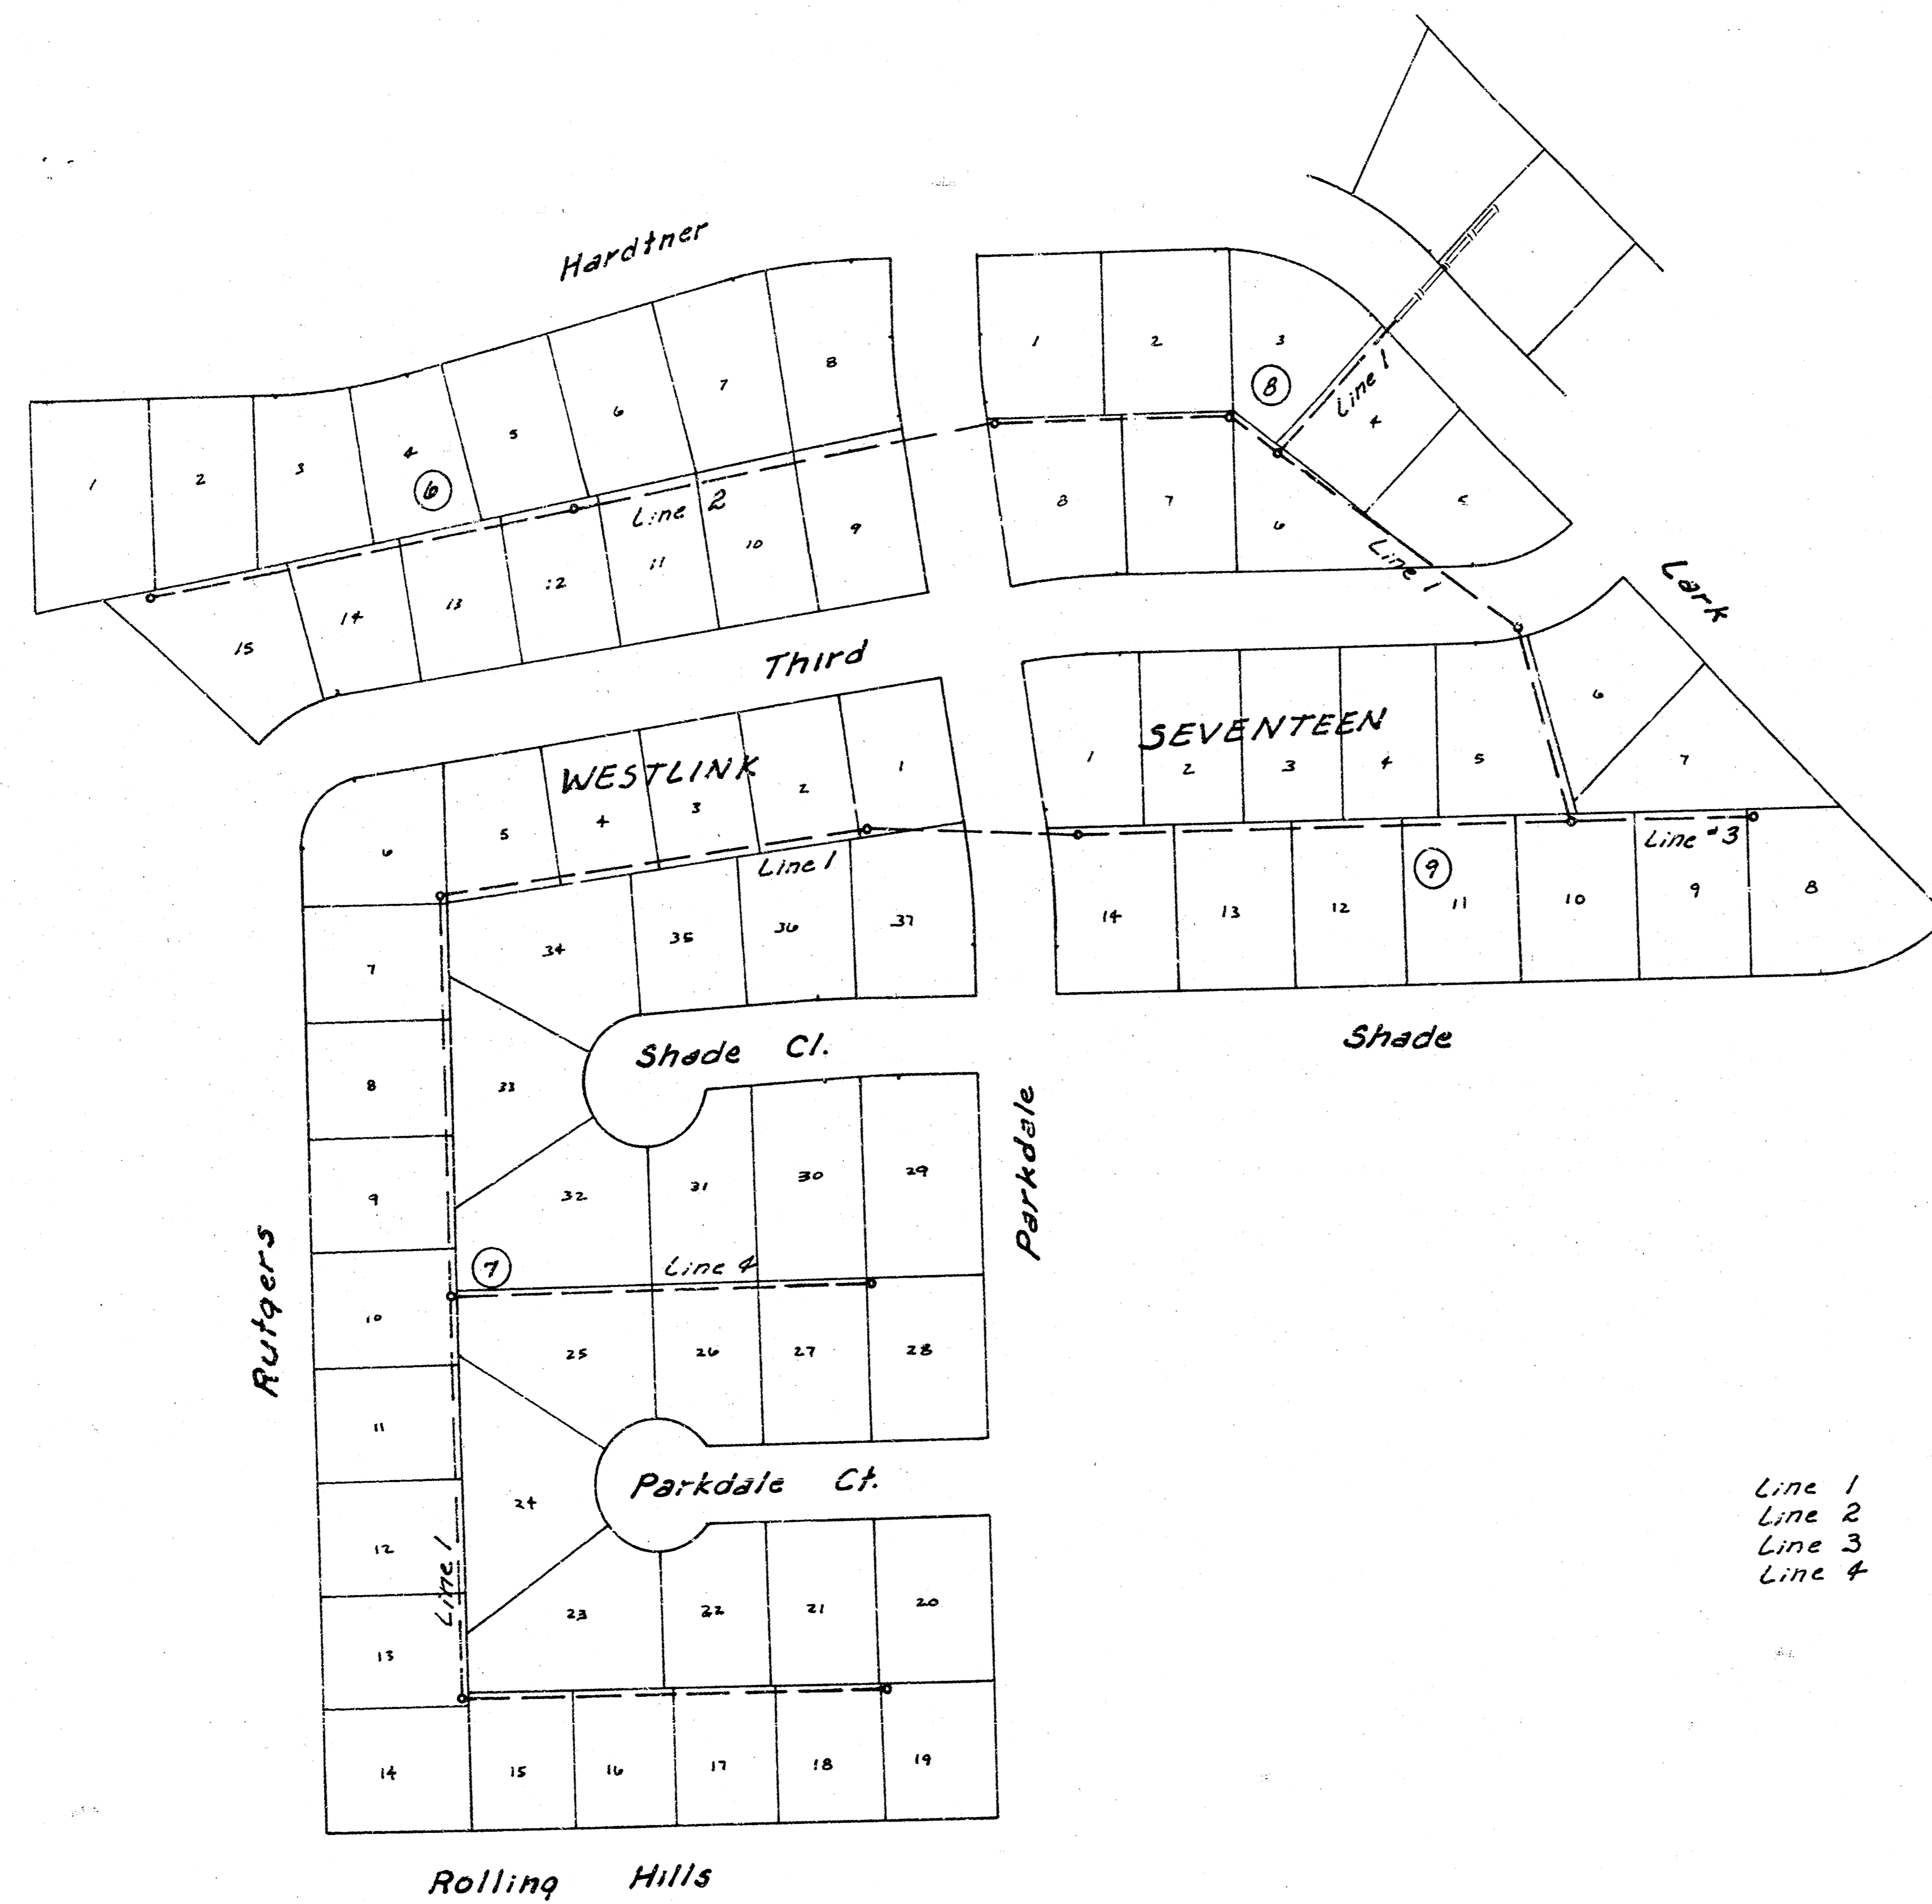 Hardtner
1 2 3 4 5 6 7 8
6
15 14 13 12 11 10 9
Line 2
1 2 3
8
Line 1
4
5
8 7 6
Line 1
Lark
Third
WESTLINK
6 5 4 3 2 1
Line 1
SEVENTEEN
1 2 3 4 5 6
7
Line #3
9
14 13 12 11 10 9 8
Shade
7
8
9
10
11
12
13
14
34 35 36 37
Shade Ct.
33
32 31 30 29
7
Line 4
25 26 27 28
Parkdale
Rutgers
Parkdale Ct.
24
Line 1
23 22 21 20
15 16 17 18 19
Rolling Hills
Line 1
Line 2
Line 3
Line 4